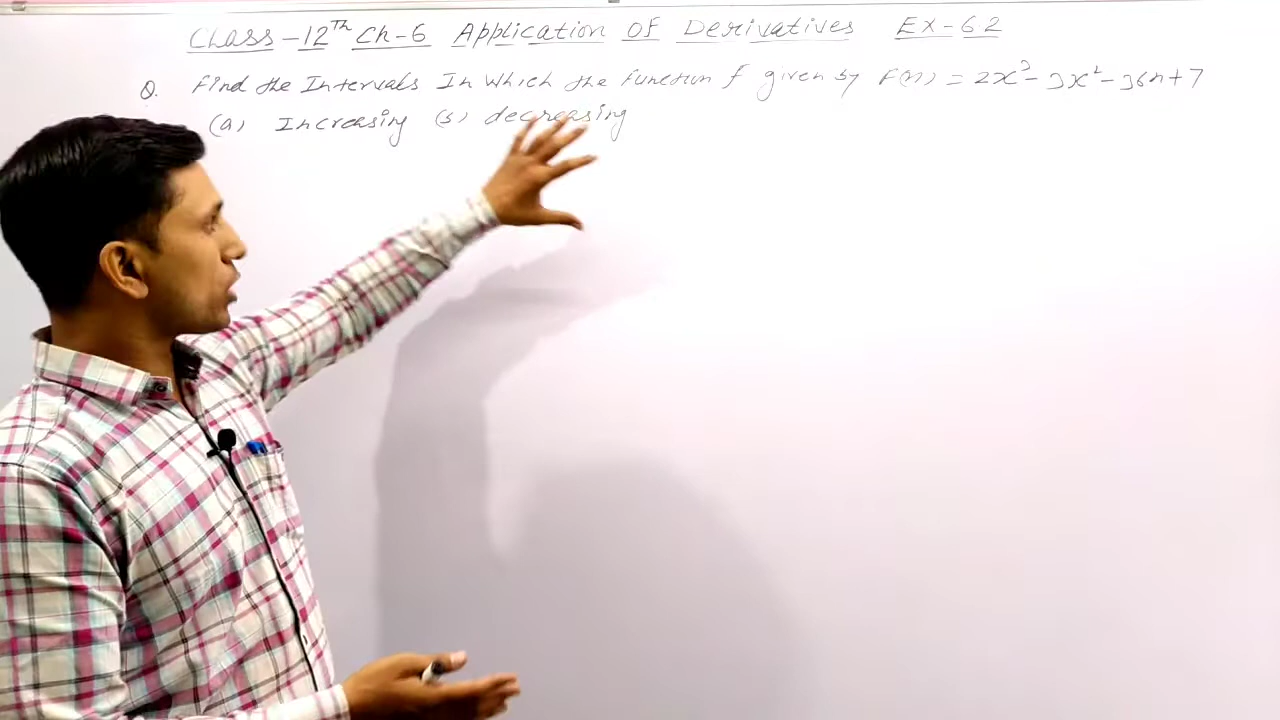 Class-12th Ch-6 Application Of Derivatives Ex-6.2
Q. Find the Intervals In which the function f given by F(x) = 2x³-3x²-36x+7
(a) Increasing (b) decreasing